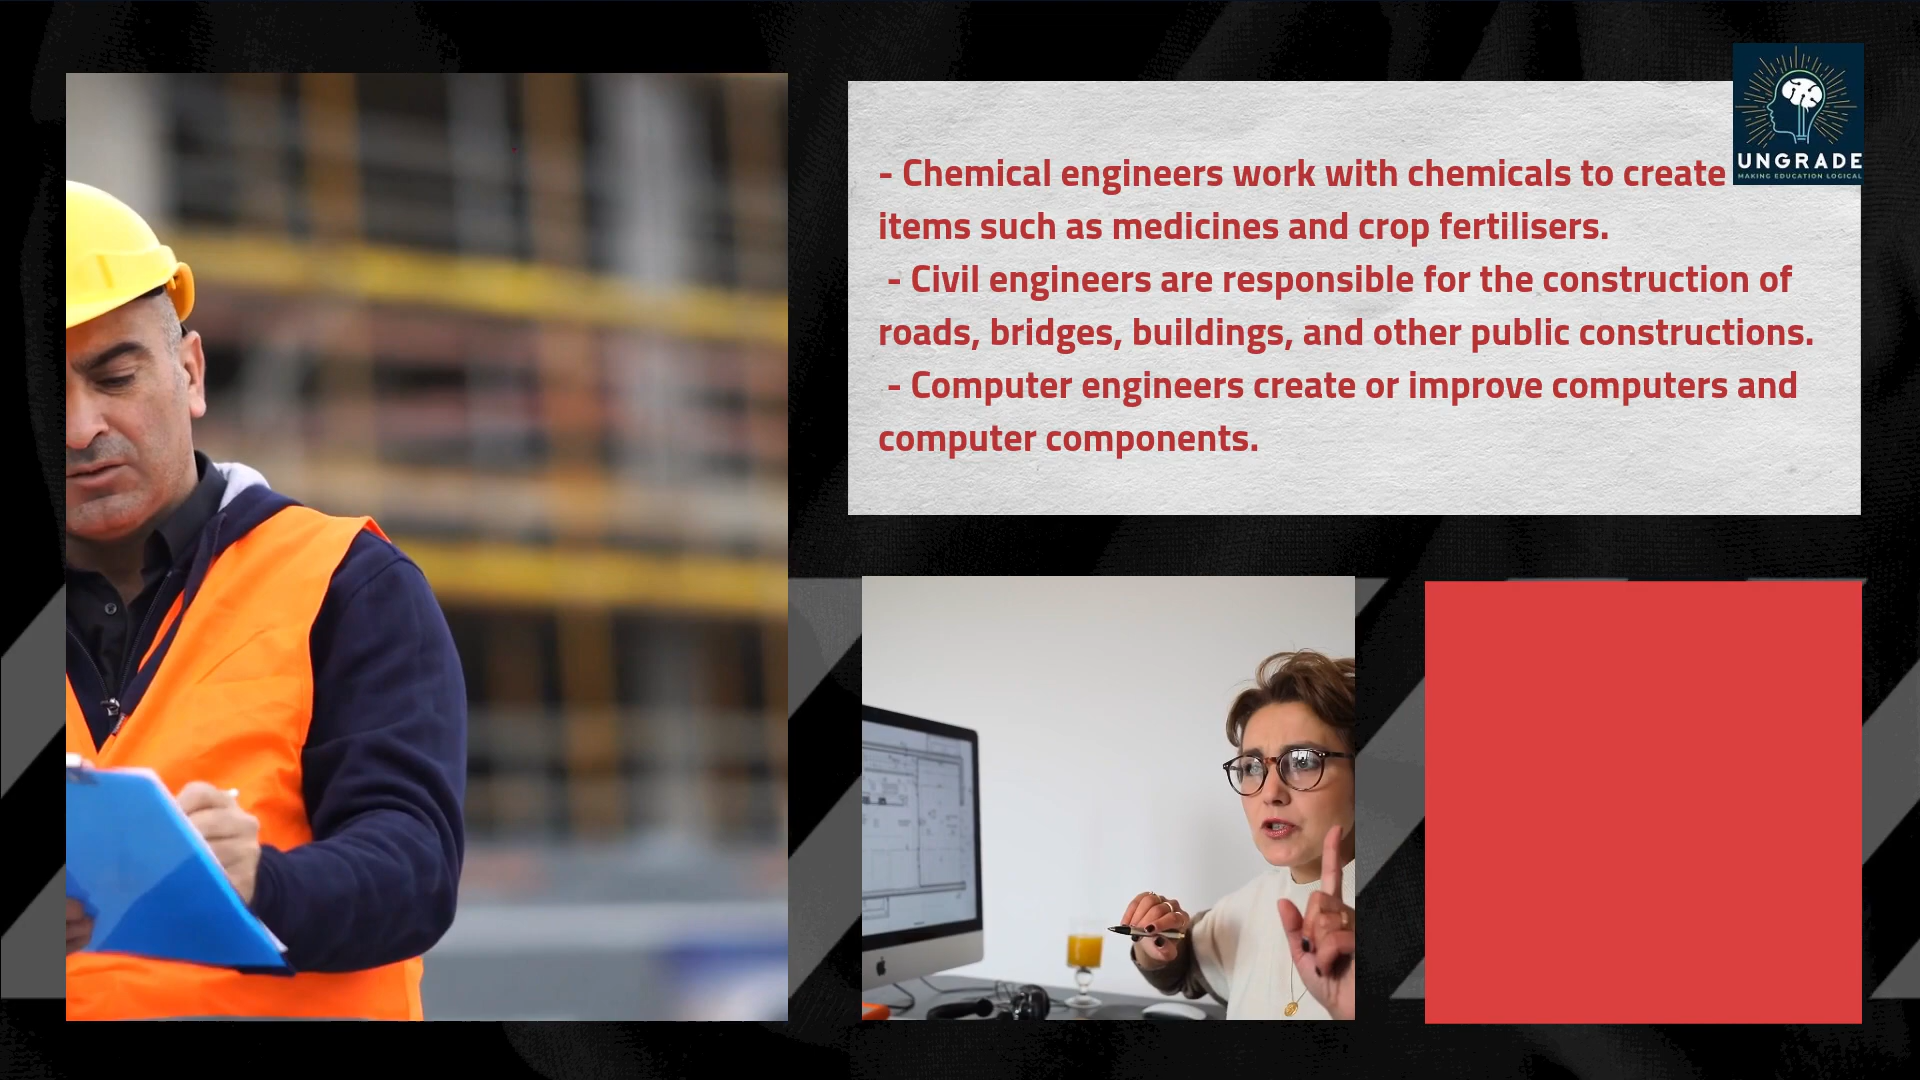 - Chemical engineers work with chemicals to create
items such as medicines and crop fertilisers.
- Civil engineers are responsible for the construction of
roads, bridges, buildings, and other public constructions.
- Computer engineers create or improve computers and
computer components.
UNGRADE
MAKING EDUCATION LOGICAL